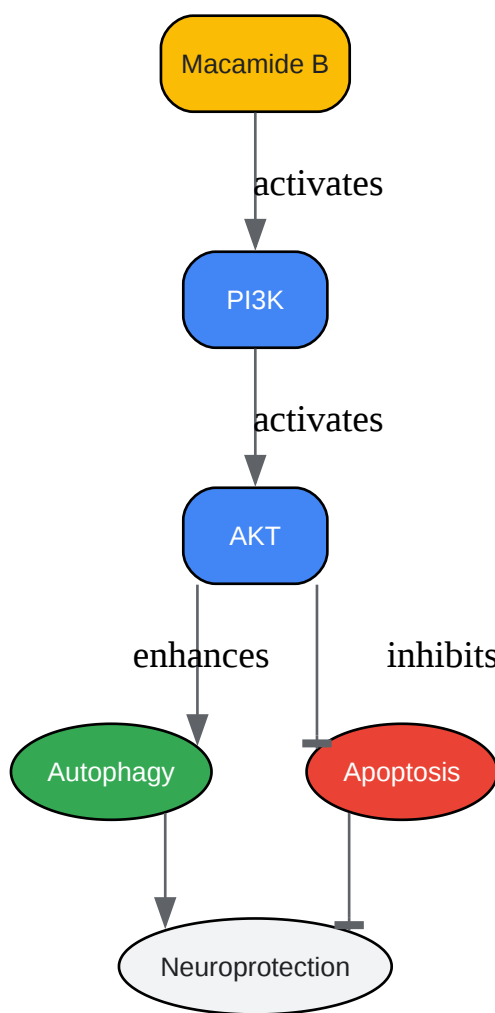 Macamide B
activates
PI3K
activates
AKT
enhances
inhibits
Autophagy
Apoptosis
Neuroprotection